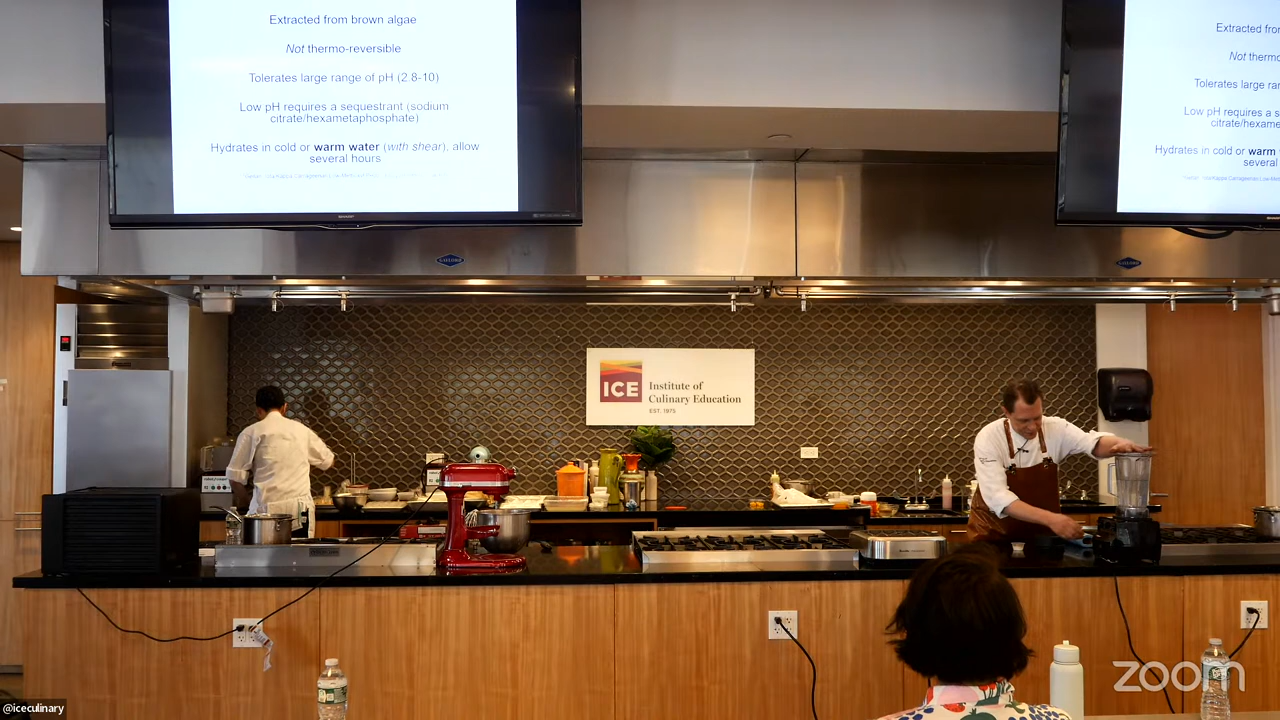 Extracted from brown algae
Not thermo-reversible
Tolerates large range of pH (2.8-10)
Low pH requires a sequestrant (sodium
citrate/hexametaphosphate)
Hydrates in cold or warm water (with shear), allow
several hours
Extracted from
Not thermo
Tolerates large ra
Low pH requires a s
citrate/hexame
Hydrates in cold or warm
several
SHARP
ICE
Institute of
Culinary Education
EST. 1975
zoom
@iceculinary